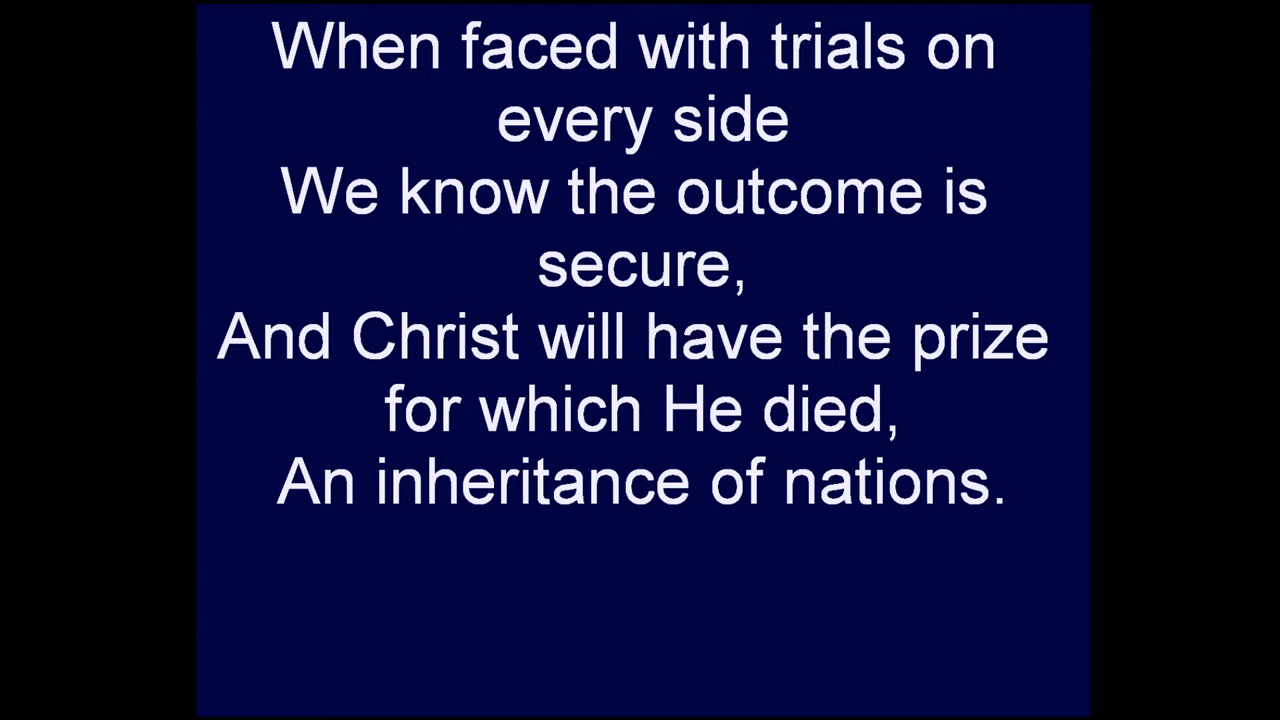 When faced with trials on
every side
We know the outcome is
secure,
And Christ will have the prize
for which He died,
An inheritance of nations.